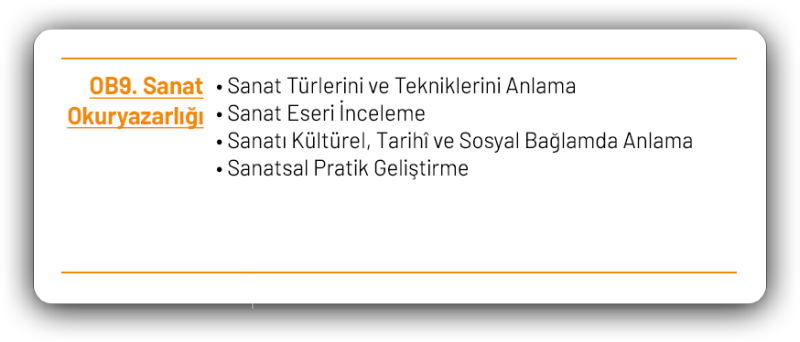 OB9. Sanat Okuryazarlığı
• Sanat Türlerini ve Tekniklerini Anlama
• Sanat Eseri İnceleme
• Sanatı Kültürel, Tarihî ve Sosyal Bağlamda Anlama
• Sanatsal Pratik Geliştirme